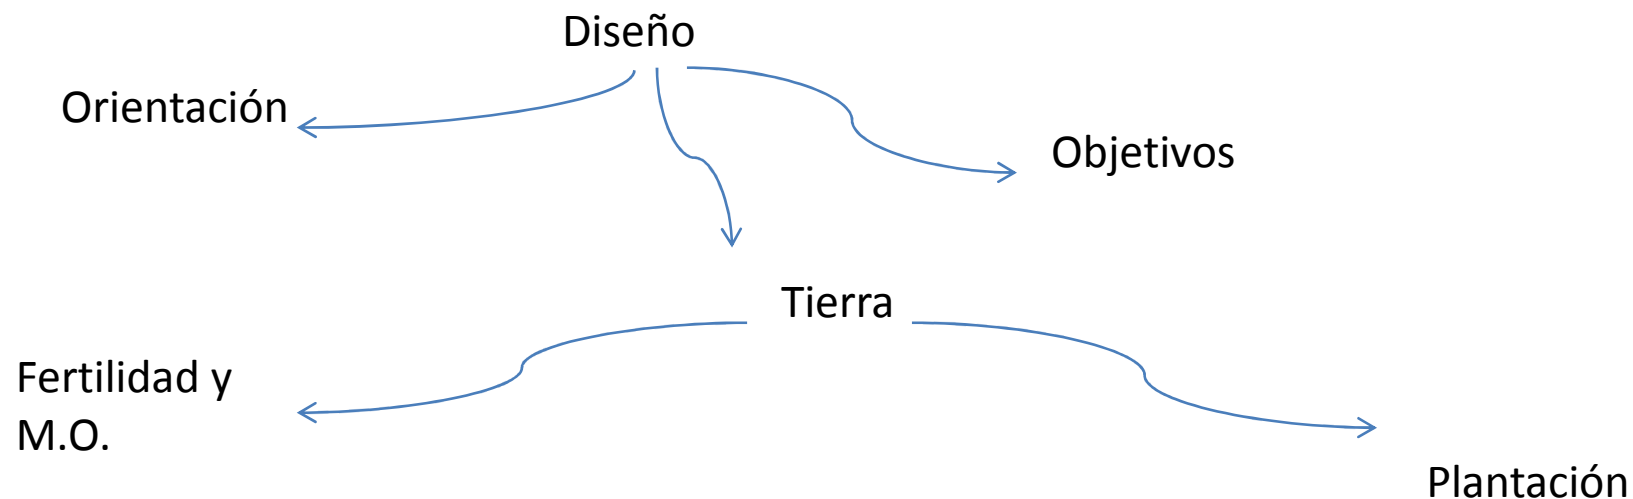 Diseño
Orientación
Objetivos
Tierra
Fertilidad y
M.O.
Plantación